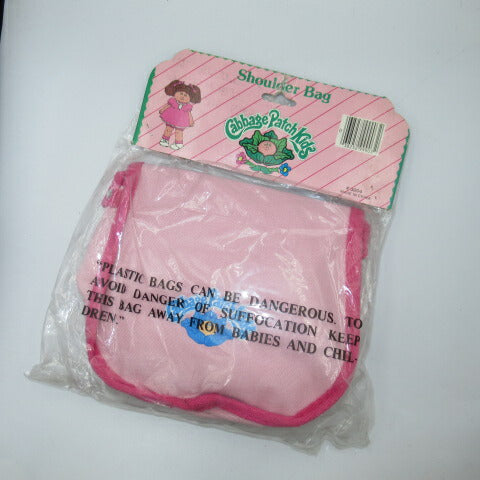 Shoulder Bag
Cabbage Patch Kids
"PLASTIC BAGS CAN BE DANGEROUS. TO
AVOID DANGER OF SUFFOCATION KEEP
THIS BAG AWAY FROM BABIES AND CHIL-
DREN."